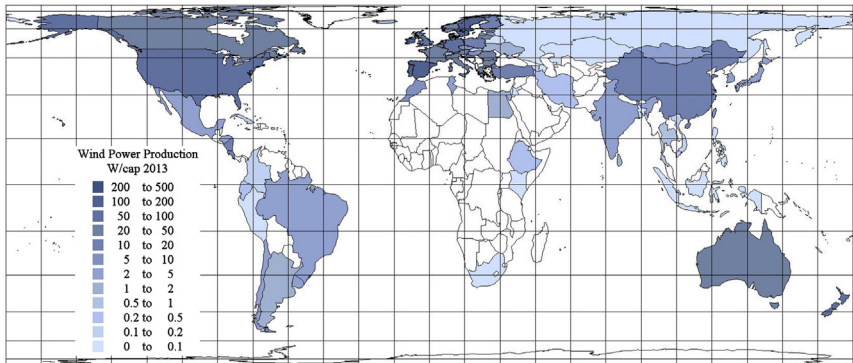 Wind Power Production
W/cap 2013
200 to 500
100 to 200
50 to 100
20 to 50
10 to 20
5 to 10
2 to 5
1 to 2
0.5 to 1
0.2 to 0.5
0.1 to 0.2
0 to 0.1